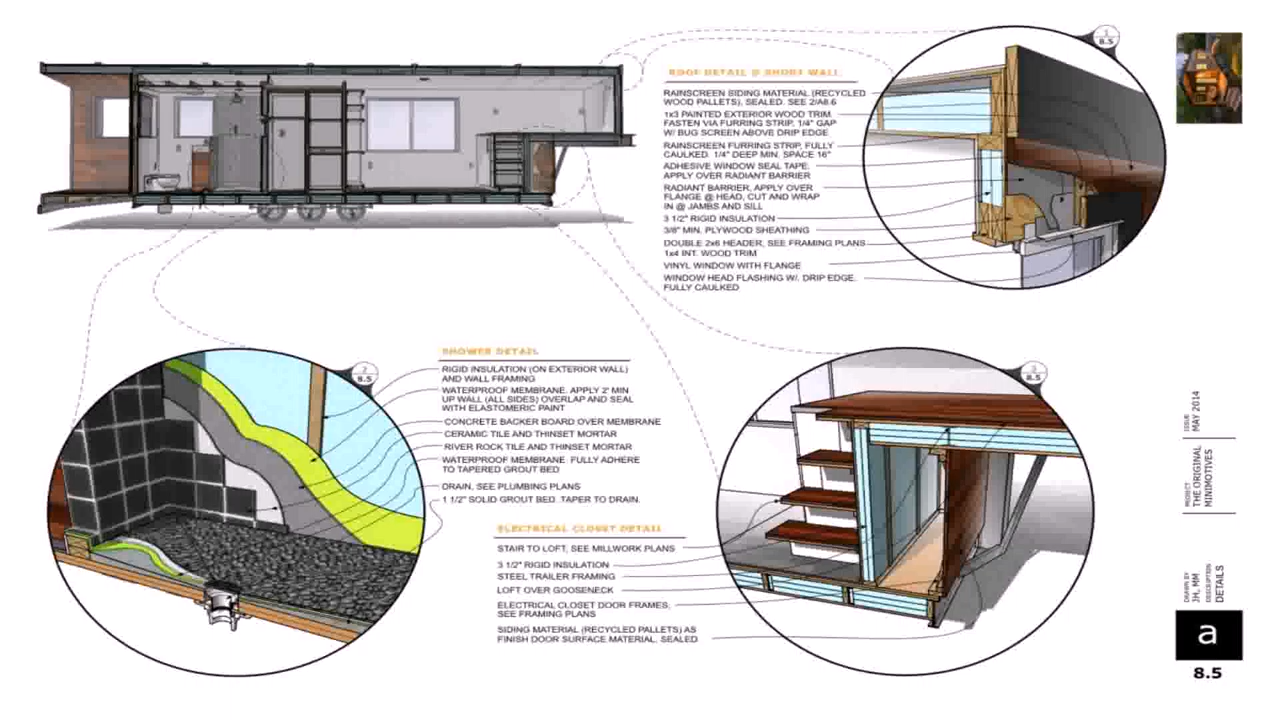 ROOF DETAIL @ SHORT WALL
RAINSCREEN SIDING MATERIAL (RECYCLED
WOOD PALLETS), SEALED. SEE 2/A8.6
1x3 PAINTED EXTERIOR WOOD TRIM.
FASTEN VIA FURRING STRIP, 1/4" GAP
W/ BUG SCREEN ABOVE DRIP EDGE
RAINSCREEN FURRING STRIP, FULLY
CAULKED. 1/4" DEEP MIN. SPACE 16"
ADHESIVE WINDOW SEAL TAPE.
APPLY OVER RADIANT BARRIER
RADIANT BARRIER, APPLY OVER
FLANGE @ HEAD, CUT AND WRAP
IN @ JAMBS AND SILL
3 1/2" RIGID INSULATION
3/8" MIN. PLYWOOD SHEATHING
DOUBLE 2x6 HEADER, SEE FRAMING PLANS
1x4 INT. WOOD TRIM
VINYL WINDOW WITH FLANGE
WINDOW HEAD FLASHING W/. DRIP EDGE.
FULLY CAULKED
1
8.5
SHOWER DETAIL
RIGID INSULATION (ON EXTERIOR WALL)
AND WALL FRAMING
WATERPROOF MEMBRANE. APPLY 2' MIN
UP WALL (ALL SIDES) OVERLAP AND SEAL
WITH ELASTOMERIC PAINT
CONCRETE BACKER BOARD OVER MEMBRANE
CERAMIC TILE AND THINSET MORTAR
RIVER ROCK TILE AND THINSET MORTAR
WATERPROOF MEMBRANE. FULLY ADHERE
TO TAPERED GROUT BED
DRAIN, SEE PLUMBING PLANS
1 1/2" SOLID GROUT BED. TAPER TO DRAIN.
2
8.5
ELECTRICAL CLOSET DETAIL
STAIR TO LOFT, SEE MILLWORK PLANS
3 1/2" RIGID INSULATION
STEEL TRAILER FRAMING
LOFT OVER GOOSENECK
ELECTRICAL CLOSET DOOR FRAMES,
SEE FRAMING PLANS
SIDING MATERIAL (RECYCLED PALLETS) AS
FINISH DOOR SURFACE MATERIAL. SEALED
3
8.5
ISSUE
MAY 2014
PROJECT
THE ORIGINAL
MINIMOTIVES
DRAWN BY
JH, MM
DESCRIPTION
DETAILS
a
8.5